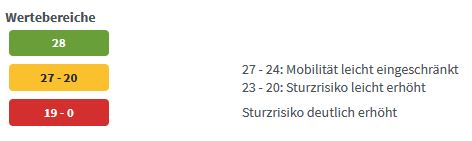 Wertebereiche
28
27 - 20
27 - 24: Mobilität leicht eingeschränkt
23 - 20: Sturzrisiko leicht erhöht
19 - 0
Sturzrisiko deutlich erhöht